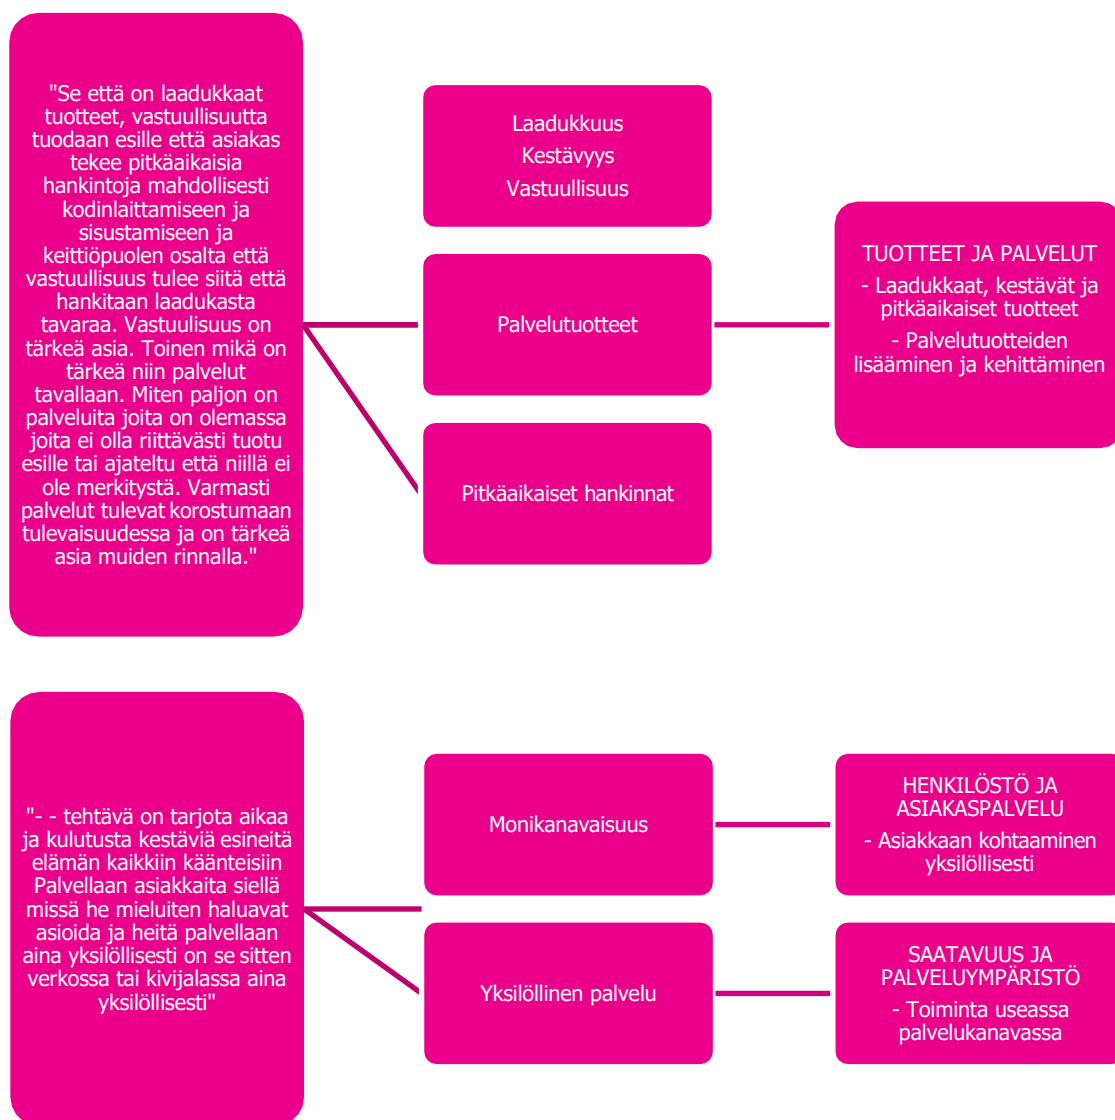 "Se että on laadukkaat
tuotteet, vastuullisuutta
tuodaan esille että asiakas
tekee pitkäaikaisia
hankintoja mahdollisesti
kodinlaittamiseen ja
sisustamiseen ja
keittiöpuolen osalta että
vastuullisuus tulee siitä että
hankitaan laadukasta
tavaraa. Vastuulisuus on
tärkeä asia. Toinen mikä on
tärkeä niin palvelut
tavallaan. Miten paljon on
palveluita joita on olemassa
joita ei olla riittävästi tuotu
esille tai ajateltu että niillä ei
ole merkitystä. Varmasti
palvelut tulevat korostumaan
tulevaisuudessa ja on tärkeä
asia muiden rinnalla."
Laadukkuus
Kestävyys
Vastuullisuus
Palvelutuotteet
Pitkäaikaiset hankinnat
TUOTTEET JA PALVELUT
- Laadukkaat, kestävät ja
pitkäaikaiset tuotteet
- Palvelutuotteiden
lisääminen ja kehittäminen
"- - tehtävä on tarjota aikaa
ja kulutusta kestäviä esineitä
elämän kaikkiin käänteisiin
Palvellaan asiakkaita siellä
missä he mieluiten haluavat
asioida ja heitä palvellaan
aina yksilöllisesti on se sitten
verkossa tai kivijalassa aina
yksilöllisesti"
Monikanavaisuus
Yksilöllinen palvelu
HENKILÖSTÖ JA
ASIAKASPALVELU
- Asiakkaan kohtaaminen
yksilöllisesti
SAATAVUUS JA
PALVELUYMPÄRISTÖ
- Toiminta useassa
palvelukanavassa